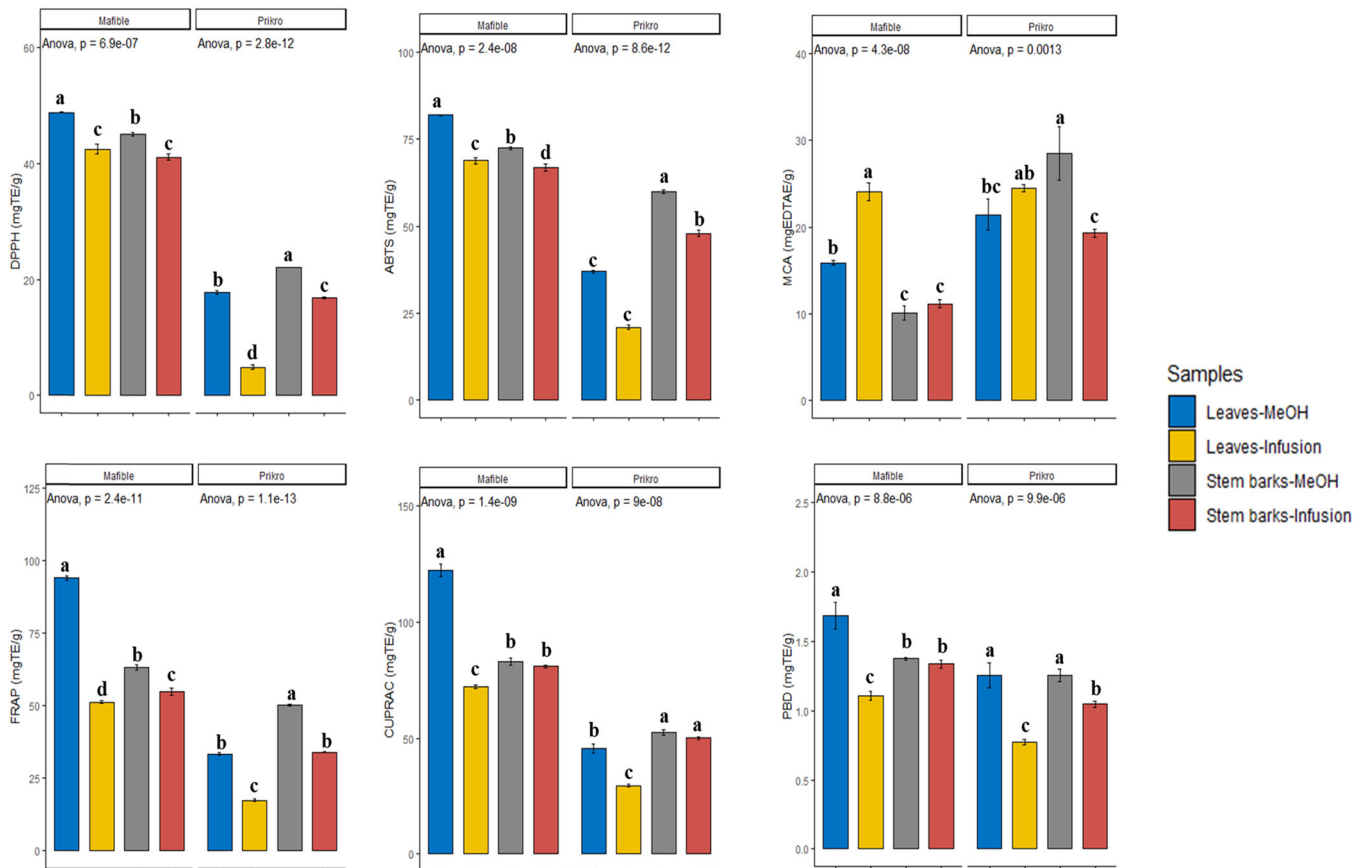 Mafible
Prikro
Anova, p = 6.9e-07
Anova, p = 2.8e-12
60
40
20
0
DPPH (mgTE/g)
a
c
b
c
b
d
a
c
Mafible
Prikro
Anova, p = 2.4e-08
Anova, p = 8.6e-12
100
75
50
25
0
ABTS (mgTE/g)
a
c
b
d
c
c
a
b
Mafible
Prikro
Anova, p = 4.3e-08
Anova, p = 0.0013
40
30
20
10
0
MCA (mgEDTAE/g)
b
a
c
c
bc
ab
a
c
Mafible
Prikro
Anova, p = 2.4e-11
Anova, p = 1.1e-13
125
100
75
50
25
0
FRAP (mgTE/g)
a
d
b
c
b
c
a
b
Mafible
Prikro
Anova, p = 1.4e-09
Anova, p = 9e-08
150
100
50
0
CUPRAC (mgTE/g)
a
c
b
b
b
c
a
a
Mafible
Prikro
Anova, p = 8.8e-06
Anova, p = 9.9e-06
2.5
2.0
1.5
1.0
0.5
0.0
PBD (mgTE/g)
a
c
b
b
a
c
a
b
Samples
Leaves-MeOH
Leaves-Infusion
Stem barks-MeOH
Stem barks-Infusion